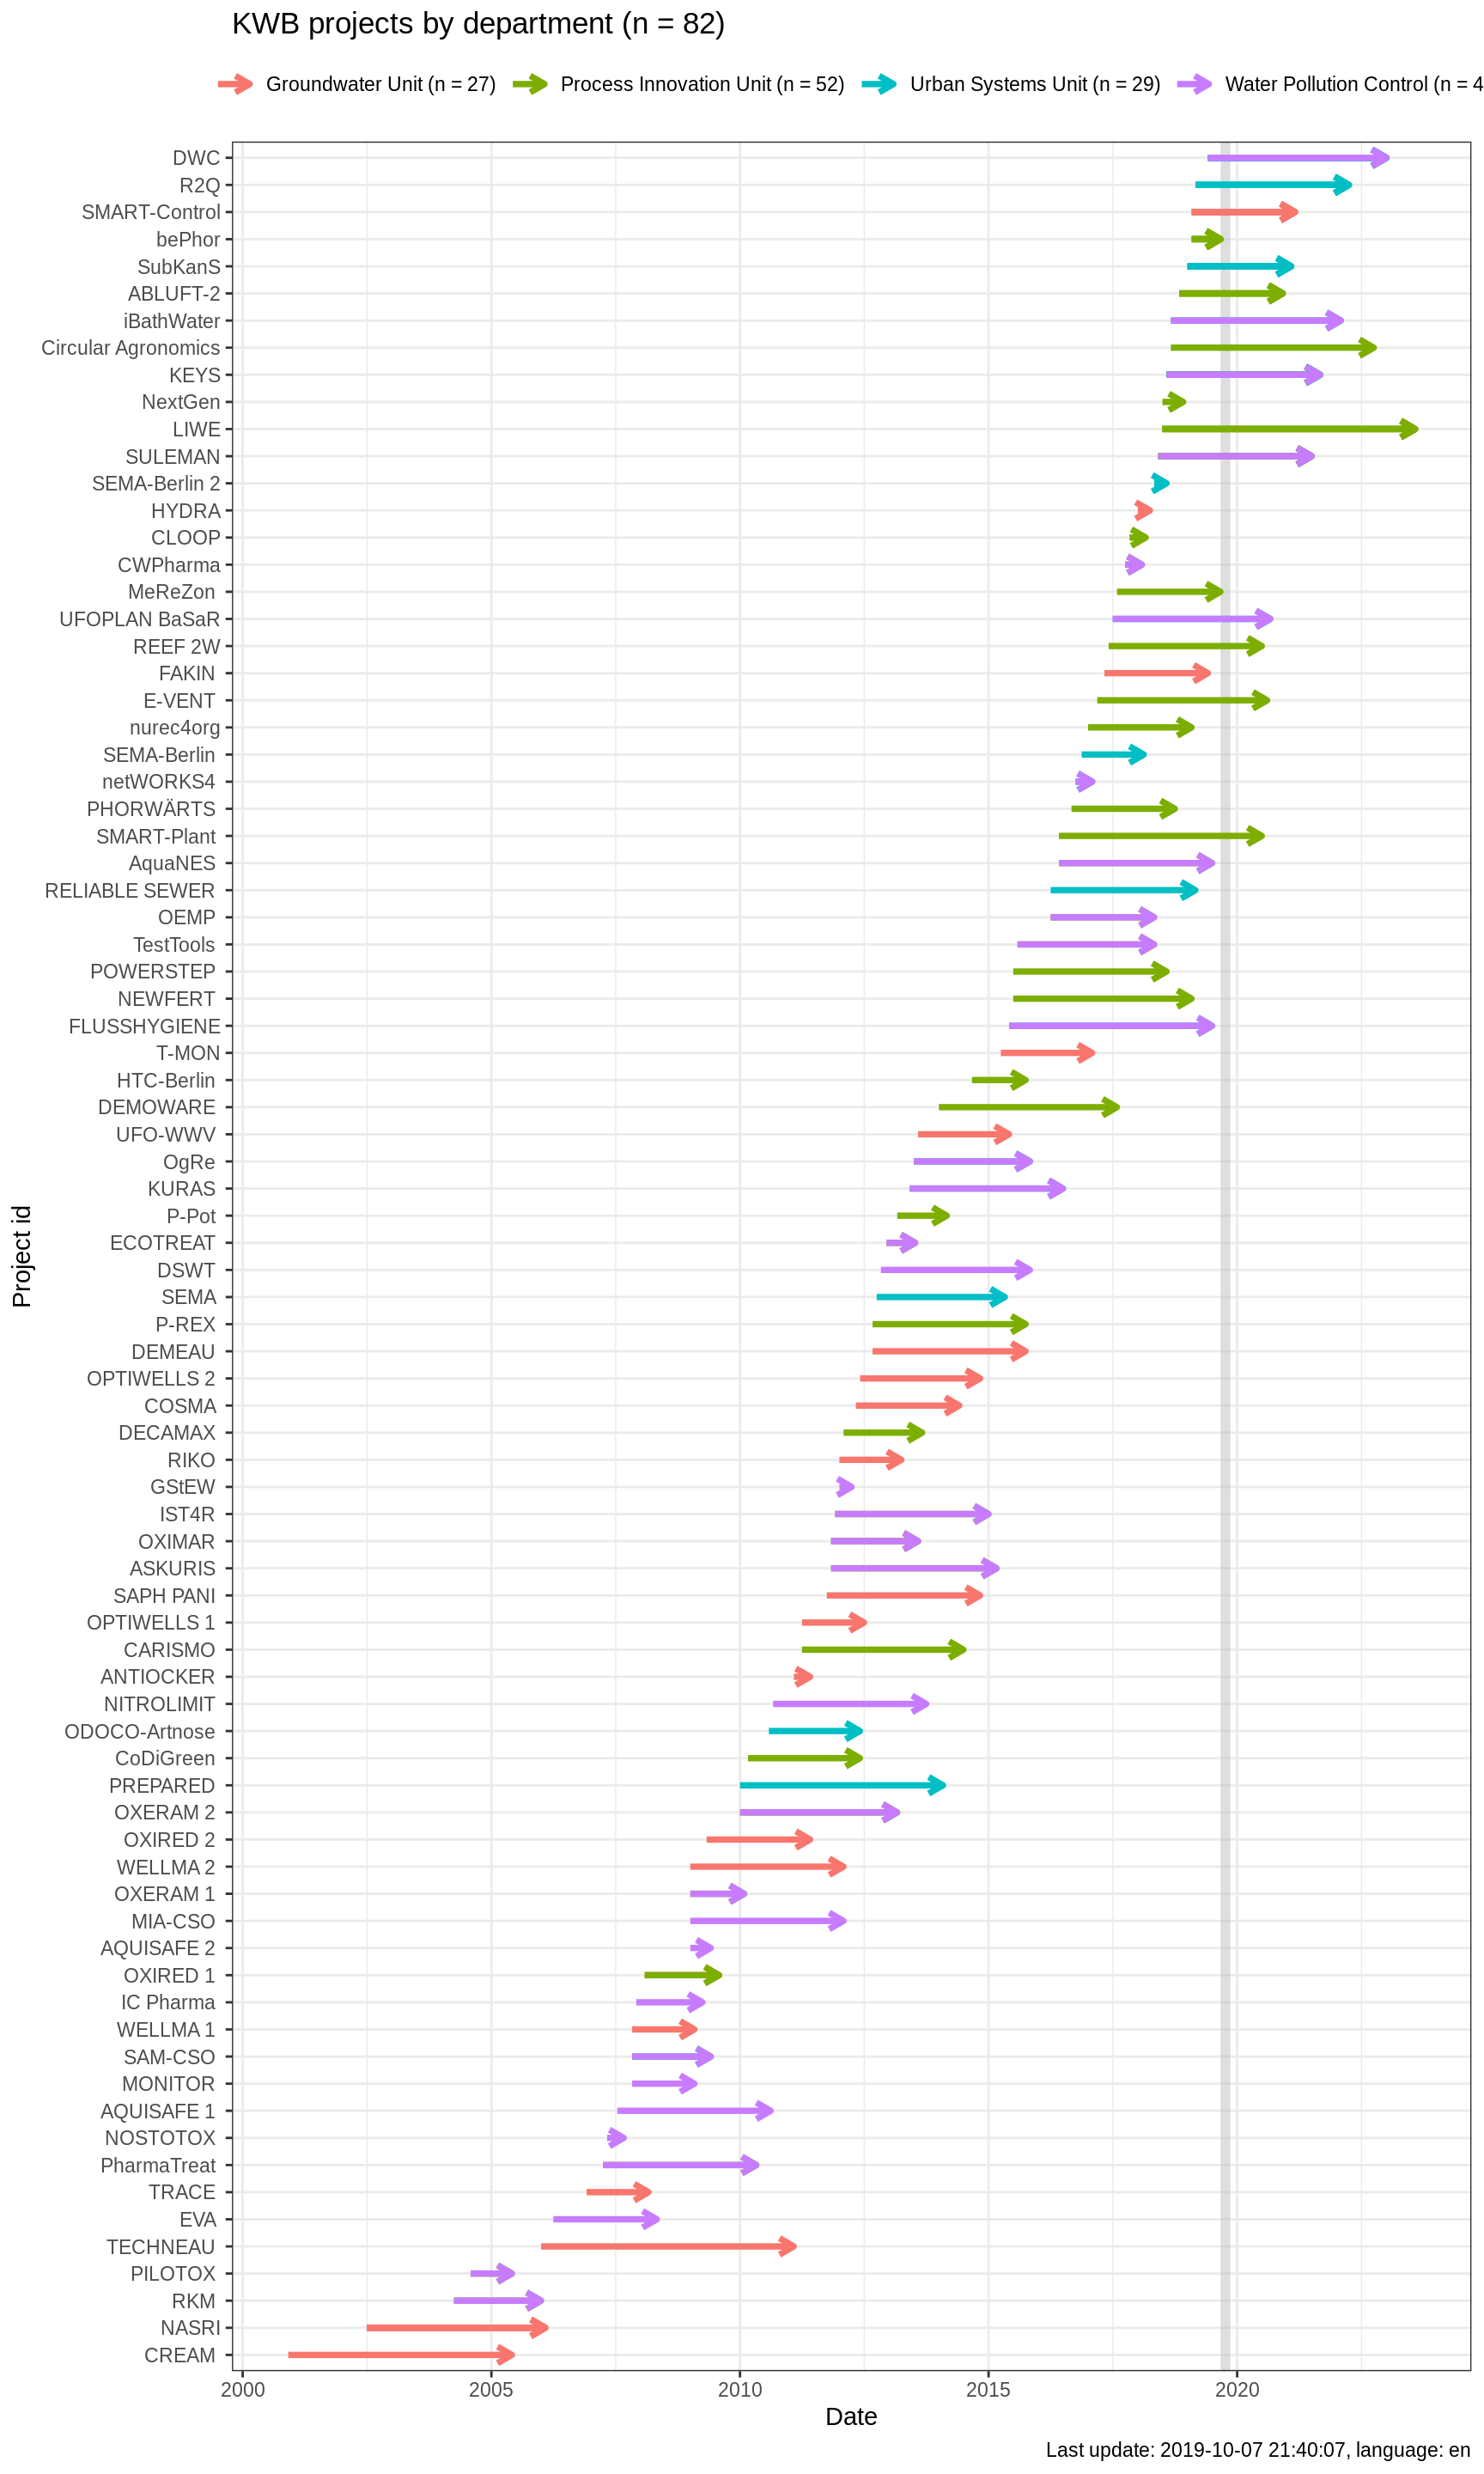 KWB projects by department (n = 82)
Groundwater Unit (n = 27) Process Innovation Unit (n = 52) Urban Systems Unit (n = 29) Water Pollution Control (n = 4
DWC
R2Q
SMART-Control
bePhor
SubKanS
ABLUFT-2
iBathWater
Circular Agronomics
KEYS
NextGen
LIWE
SULEMAN
SEMA-Berlin 2
HYDRA
CLOOP
CWPharma
MeReZon
UFOPLAN BaSaR
REEF 2W
FAKIN
E-VENT
nurec4org
SEMA-Berlin
netWORKS4
PHORWÄRTS
SMART-Plant
AquaNES
RELIABLE SEWER
OEMP
TestTools
POWERSTEP
NEWFERT
FLUSSHYGIENE
T-MON
HTC-Berlin
DEMOWARE
UFO-WWV
OgRe
KURAS
P-Pot
ECOTREAT
DSWT
SEMA
P-REX
DEMEAU
OPTIWELLS 2
COSMA
DECAMAX
RIKO
GStEW
IST4R
OXIMAR
ASKURIS
SAPH PANI
OPTIWELLS 1
CARISMO
ANTIOCKER
NITROLIMIT
ODOCO-Artnose
CoDiGreen
PREPARED
OXERAM 2
OXIRED 2
WELLMA 2
OXERAM 1
MIA-CSO
AQUISAFE 2
OXIRED 1
IC Pharma
WELLMA 1
SAM-CSO
MONITOR
AQUISAFE 1
NOSTOTOX
PharmaTreat
TRACE
EVA
TECHNEAU
PILOTOX
RKM
NASRI
CREAM
Project id
2000 2005 2010 2015 2020
Date
Last update: 2019-10-07 21:40:07, language: en